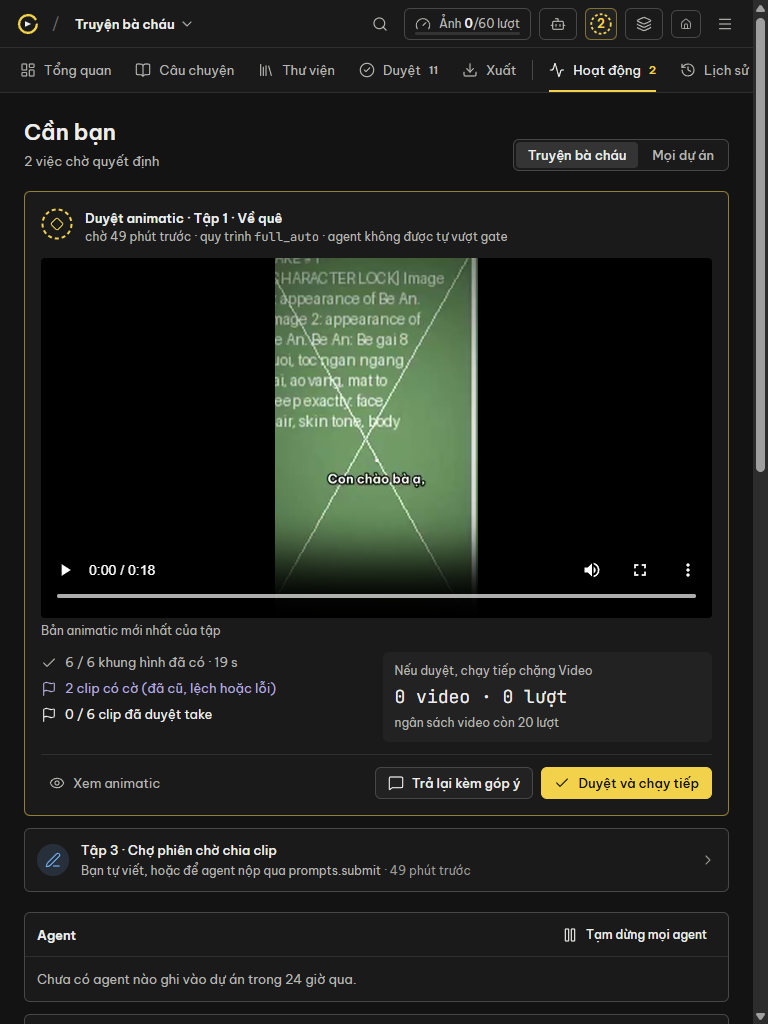 / Truyện bà cháu
Ảnh 0/60 lượt
2
Tổng quan
Câu chuyện
Thư viện
Duyệt 11
Xuất
Hoạt động 2
Lịch sử
Cần bạn
2 việc chờ quyết định
Truyện bà cháu
Mọi dự án
Duyệt animatic · Tập 1 · Về quê
chờ 49 phút trước · quy trình full_auto · agent không được tự vượt gate
CHARACTER LOCK] Image
: appearance of Be An.
mage 2: appearance of
e An. Be An: Be gai 8
uoi, toc ngan ngang
ai, ao vang, mat to
eep exactly: face,
air, skin tone, body
Con chào bà ạ,
0:00 / 0:18
Bản animatic mới nhất của tập
6 / 6 khung hình đã có · 19 s
2 clip có cờ (đã cũ, lệch hoặc lỗi)
0 / 6 clip đã duyệt take
Nếu duyệt, chạy tiếp chặng Video
0 video · 0 lượt
ngân sách video còn 20 lượt
Xem animatic
Trả lại kèm góp ý
Duyệt và chạy tiếp
Tập 3 · Chợ phiên chờ chia clip
Bạn tự viết, hoặc để agent nộp qua prompts.submit · 49 phút trước
Agent
Tạm dừng mọi agent
Chưa có agent nào ghi vào dự án trong 24 giờ qua.